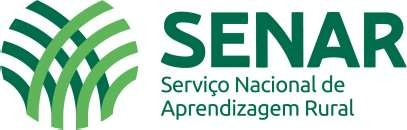 SENAR
Serviço Nacional de
Aprendizagem Rural